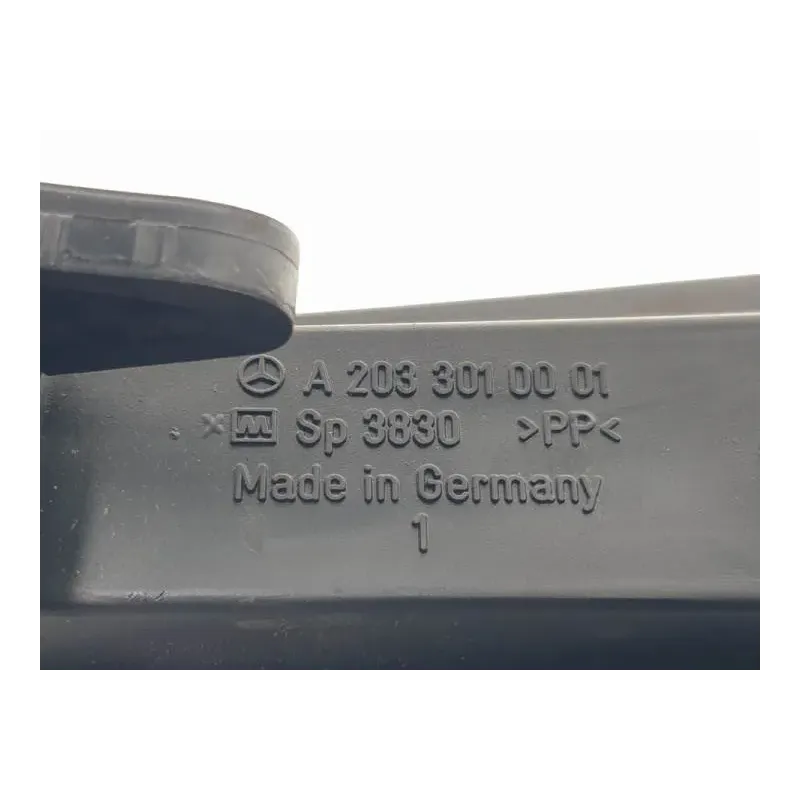 A 203 301 00 01
Sp 3830 >PP<
Made in Germany
1